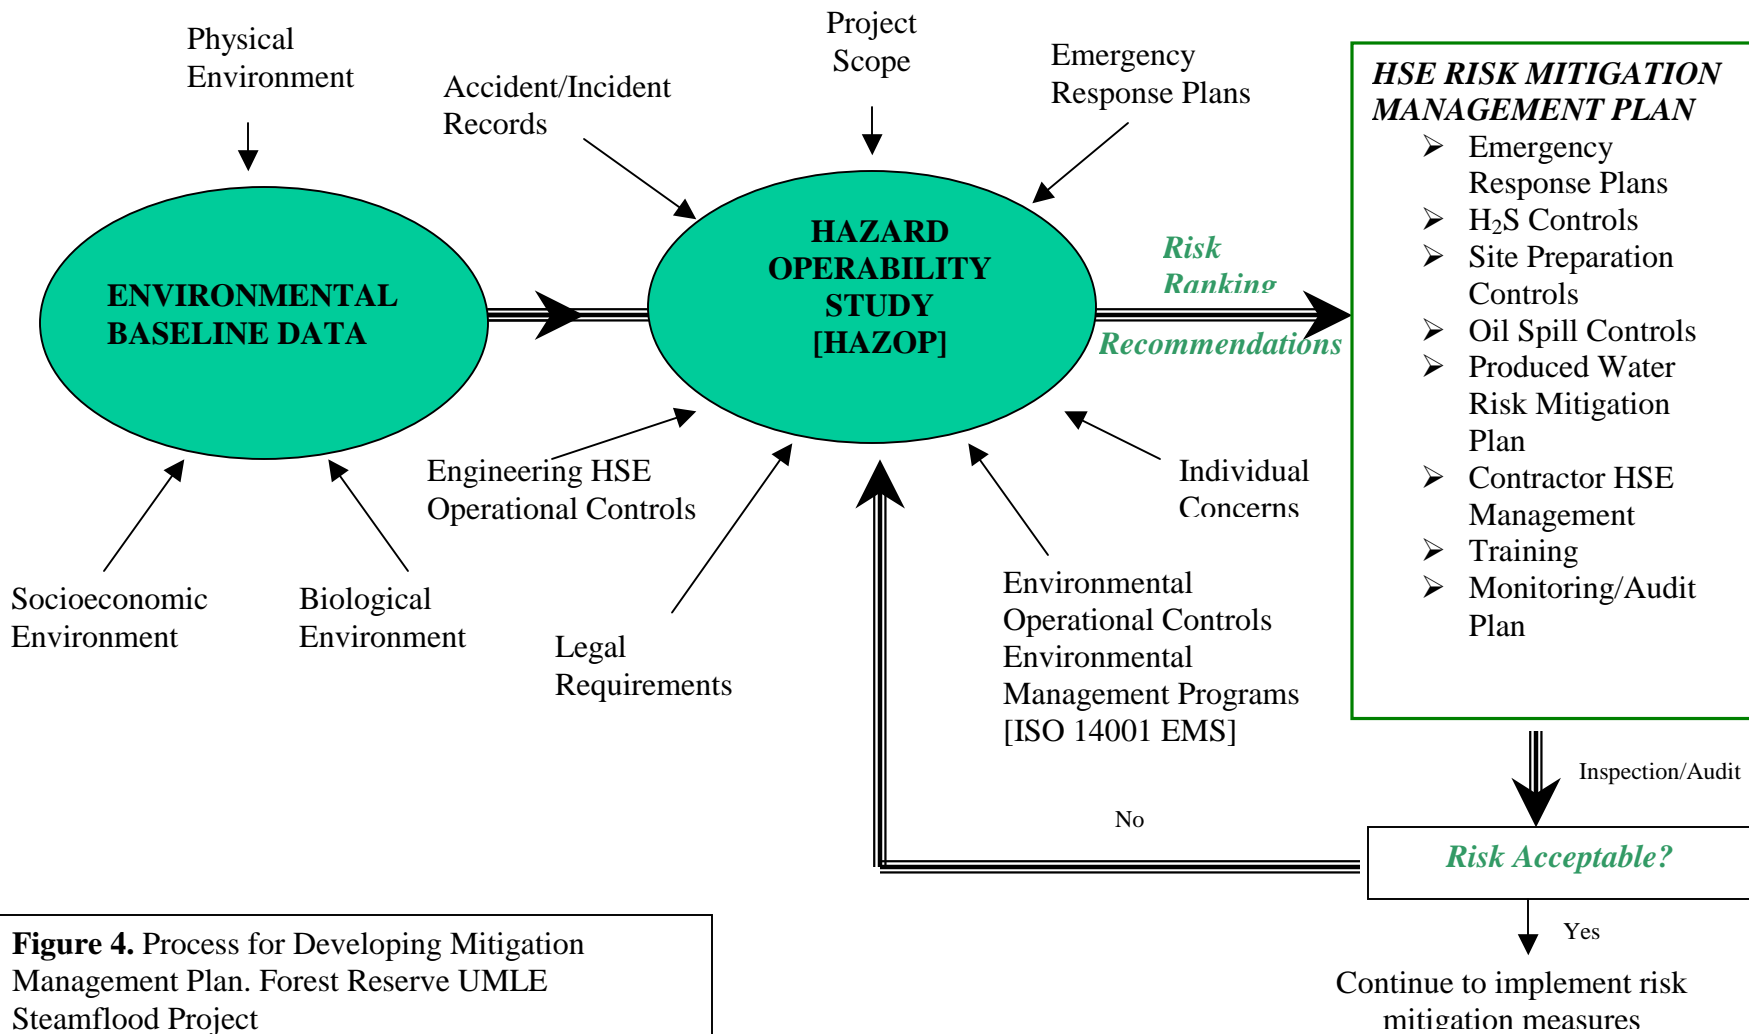 Physical
Environment
Accident/Incident
Records
Project
Scope
Emergency
Response Plans
ENVIRONMENTAL
BASELINE DATA
HAZARD
OPERABILITY
STUDY
[HAZOP]
Risk
Ranking
Recommendations
Socioeconomic
Environment
Biological
Environment
Engineering HSE
Operational Controls
Legal
Requirements
Environmental
Operational Controls
Environmental
Management Programs
[ISO 14001 EMS]
Individual
Concerns
HSE RISK MITIGATION
MANAGEMENT PLAN
➢ Emergency
Response Plans
➢ H₂S Controls
➢ Site Preparation
Controls
➢ Oil Spill Controls
➢ Produced Water
Risk Mitigation
Plan
➢ Contractor HSE
Management
➢ Training
➢ Monitoring/Audit
Plan
Inspection/Audit
No
Risk Acceptable?
Yes
Continue to implement risk
mitigation measures
Figure 4. Process for Developing Mitigation
Management Plan. Forest Reserve UMLE
Steamflood Project